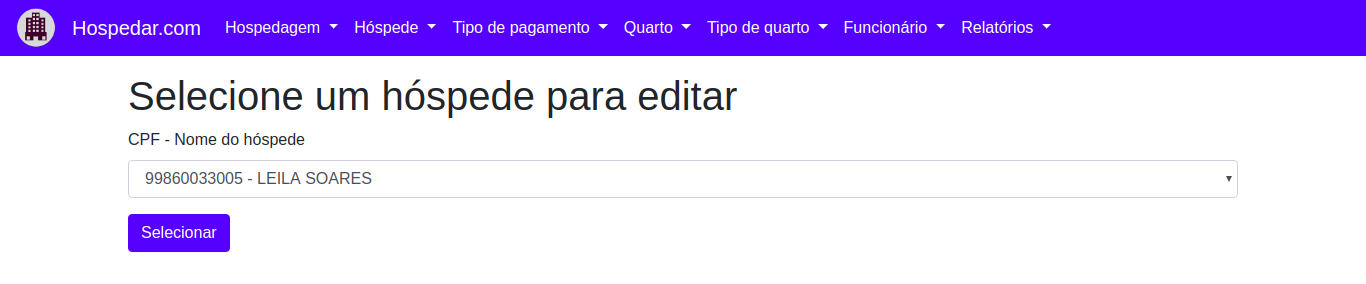 Hospedar.com Hospedagem Hóspede Tipo de pagamento Quarto Tipo de quarto Funcionário Relatórios
Selecione um hóspede para editar
CPF - Nome do hóspede
99860033005 - LEILA SOARES
Selecionar